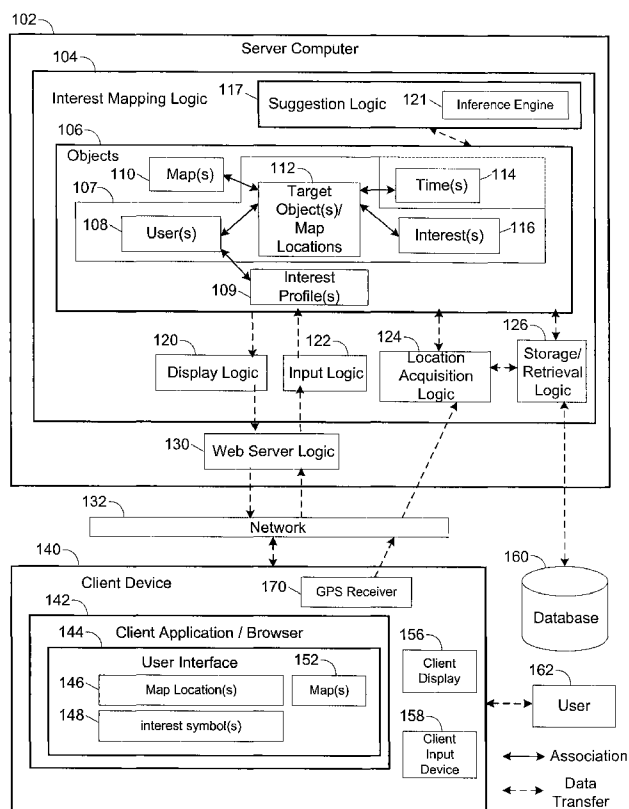 102
Server Computer
104
Interest Mapping Logic
117
Suggestion Logic
121
Inference Engine
106
Objects
110
Map(s)
112
Target
Object(s)/
Map
Locations
Time(s)
114
107
108
User(s)
Interest(s)
116
Interest
Profile(s)
109
120
Display Logic
122
Input Logic
124
Location
Acquisition
Logic
126
Storage/
Retrieval
Logic
130
Web Server Logic
132
Network
140
Client Device
170
GPS Receiver
160
Database
142
Client Application / Browser
144
User Interface
146
Map Location(s)
152
Map(s)
148
interest symbol(s)
156
Client
Display
158
Client
Input
Device
162
User
Association
Data
Transfer